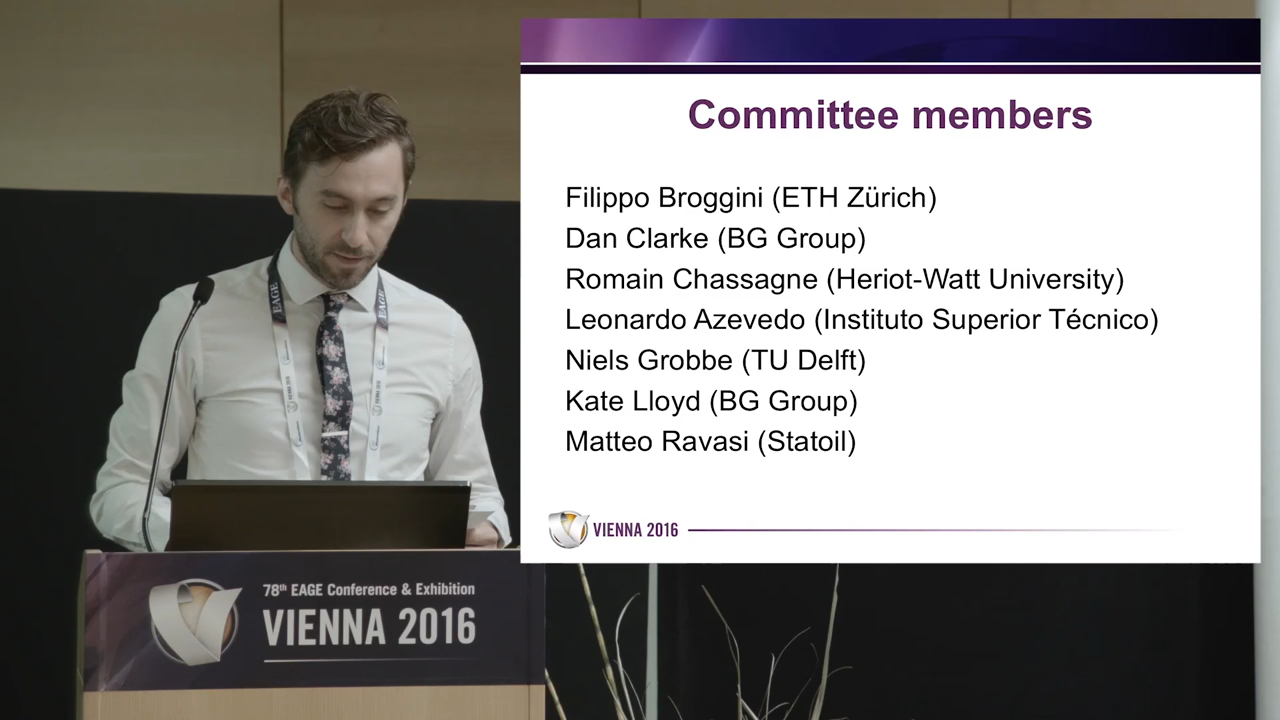 Committee members
Filippo Broggini (ETH Zürich)
Dan Clarke (BG Group)
Romain Chassagne (Heriot-Watt University)
Leonardo Azevedo (Instituto Superior Técnico)
Niels Grobbe (TU Delft)
Kate Lloyd (BG Group)
Matteo Ravasi (Statoil)
VIENNA 2016
EAGE
EAGE
78th EAGE Conference & Exhibition
VIENNA 2016